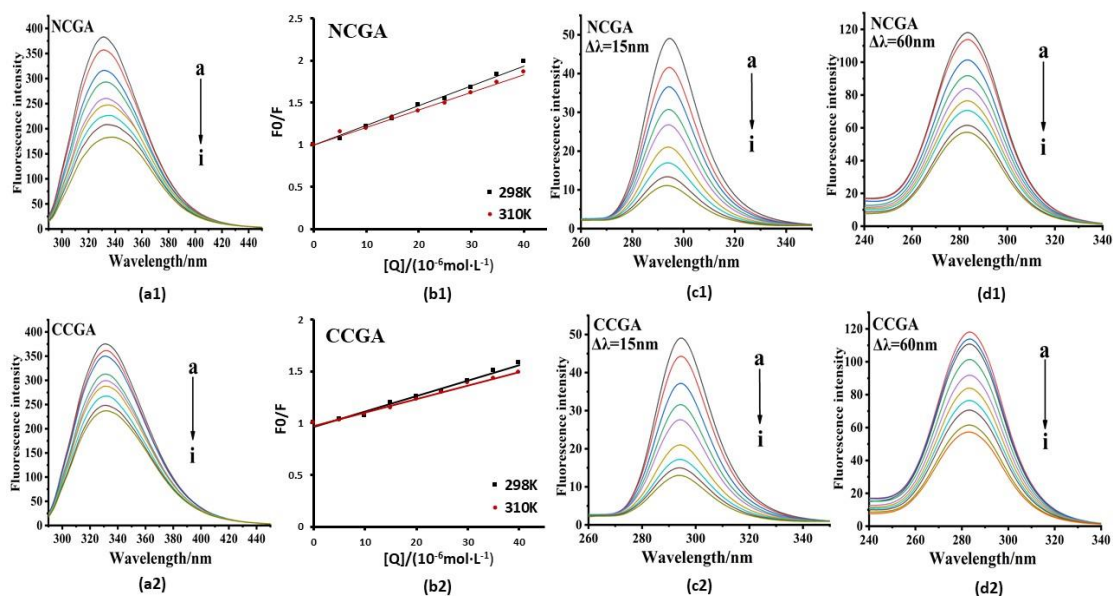 NCGA
Fluorescence intensity
400
350
300
250
200
150
100
50
0
a
i
290 300 320 340 360 380 400 420 440
Wavelength/nm
(a1)
NCGA
F0/F
2.5
2
1.5
1
0.5
0
298K
310K
0 10 20 30 40
[Q]/(10⁻⁶mol·L⁻¹)
(b1)
NCGA
Δλ=15nm
Fluorescence intensity
50
40
30
20
10
0
a
i
260 280 300 320 340
Wavelength/nm
(c1)
NCGA
Δλ=60nm
Fluorescence intensity
120
100
80
60
40
20
0
a
i
240 260 280 300 320 340
Wavelength/nm
(d1)
CCGA
Fluorescence intensity
400
350
300
250
200
150
100
50
0
a
i
290 300 320 340 360 380 400 420 440
Wavelength/nm
(a2)
CCGA
F0/F
2
1.5
1
0.5
0
298K
310K
0 10 20 30 40
[Q]/(10⁻⁶mol·L⁻¹)
(b2)
CCGA
Δλ=15nm
Fluorescence intensity
50
40
30
20
10
0
a
i
260 280 300 320 340
Wavelength/nm
(c2)
CCGA
Δλ=60nm
Fluorescence intensity
120
100
80
60
40
20
0
a
i
240 260 280 300 320 340
Wavelength/nm
(d2)